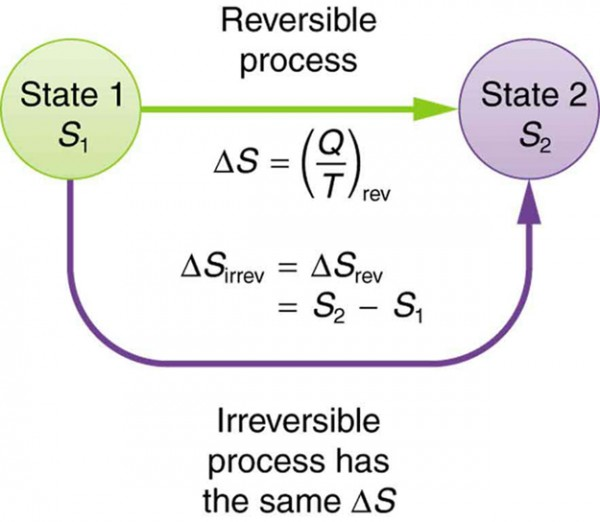 Reversible
process
State 1
S₁
State 2
S₂
ΔS = (Q/T)rev
ΔSirrev = ΔSrev
= S₂ − S₁
Irreversible
process has
the same ΔS